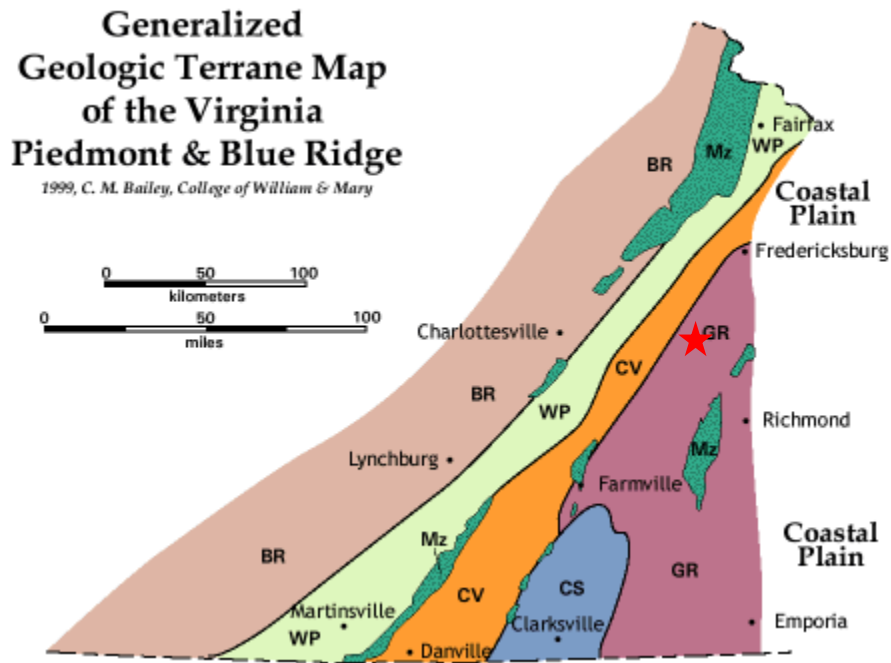 Generalized
Geologic Terrane Map
of the Virginia
Piedmont & Blue Ridge
1999, C. M. Bailey, College of William & Mary
0 50 100
kilometers
0 50 100
miles
Fairfax
WP
Mz
BR
Coastal
Plain
Fredericksburg
Charlottesville
GR
CV
BR
WP
Richmond
Lynchburg
Mz
Farmville
Mz
Coastal
Plain
BR
GR
CV
CS
Martinsville
WP
Clarksville
Emporia
Danville